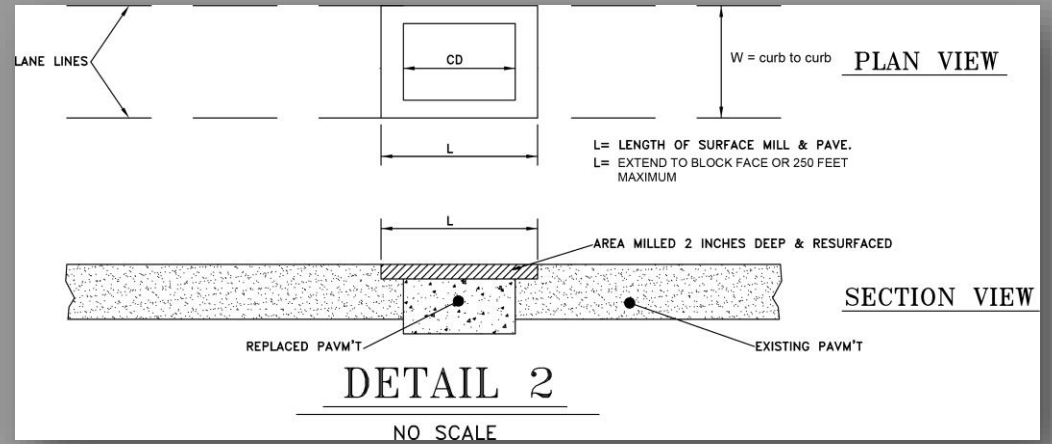 LANE LINES
CD
W = curb to curb
PLAN VIEW
L
L= LENGTH OF SURFACE MILL & PAVE.
L= EXTEND TO BLOCK FACE OR 250 FEET
MAXIMUM
L
AREA MILLED 2 INCHES DEEP & RESURFACED
SECTION VIEW
REPLACED PAVM'T
EXISTING PAVM'T
DETAIL 2
NO SCALE